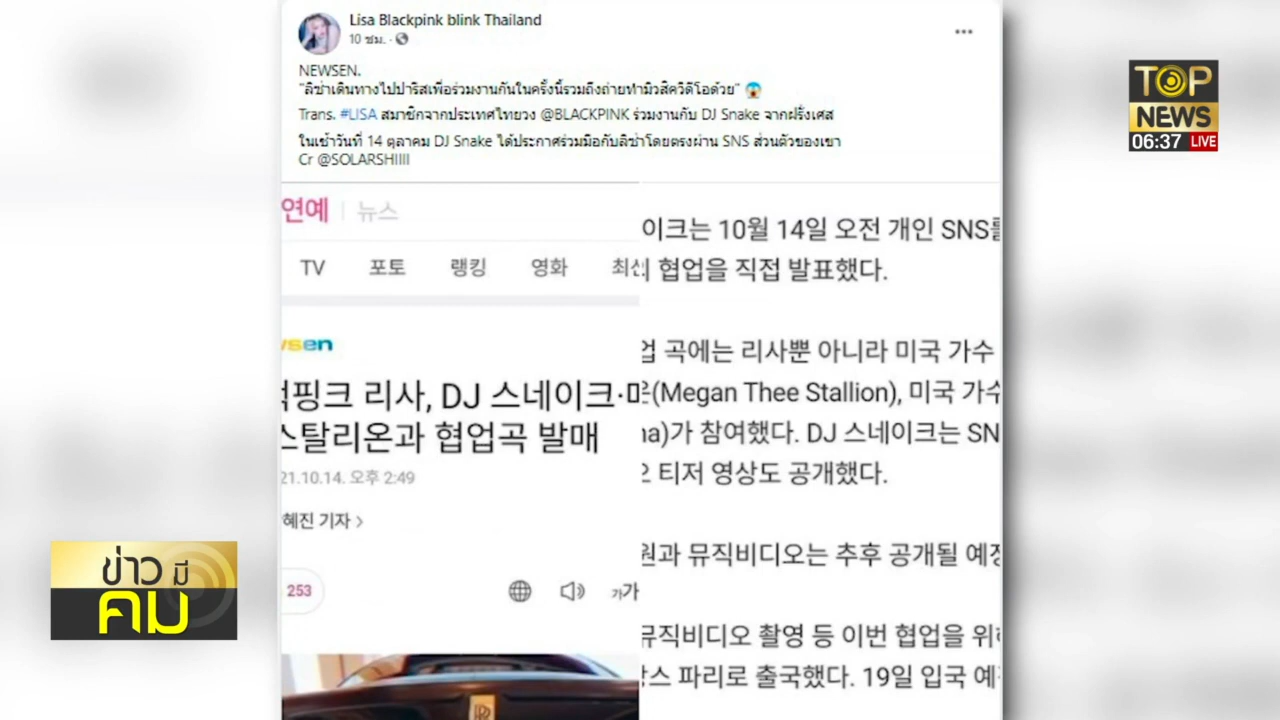 Lisa Blackpink blink Thailand
10 ชม. ·
NEWSEN.
"ลิซ่าเดินทางไปปารีสเพื่อร่วมงานกันในครั้งนี้รวมถึงถ่ายทำมิวสิควิดีโอด้วย" 😱
Trans. #LISA สมาชิกจากประเทศไทยวง @BLACKPINK ร่วมงานกับ DJ Snake จากฝรั่งเศส
ในเช้าวันที่ 14 ตุลาคม DJ Snake ได้ประกาศร่วมมือกับลิซ่าโดยตรงผ่าน SNS ส่วนตัวของเขา
Cr @SOLARSHIIII
TOP
NEWS
06:37 LIVE
연예 | 뉴스
TV 포토 랭킹 영화 최신
sen
핑크 리사, DJ 스네이크·
스탈리온과 협업곡 발매
21.10.14. 오후 2:49
혜진 기자 >
253
가가
이크는 10월 14일 오전 개인 SNS를
협업을 직접 발표했다.
업 곡에는 리사뿐 아니라 미국 가수
(Megan Thee Stallion), 미국 가수
na)가 참여했다. DJ 스네이크는 SN
티저 영상도 공개했다.
원과 뮤직비디오는 추후 공개될 예정
뮤직비디오 촬영 등 이번 협업을 위해
스 파리로 출국했다. 19일 입국 예정
ข่าวมี
คม